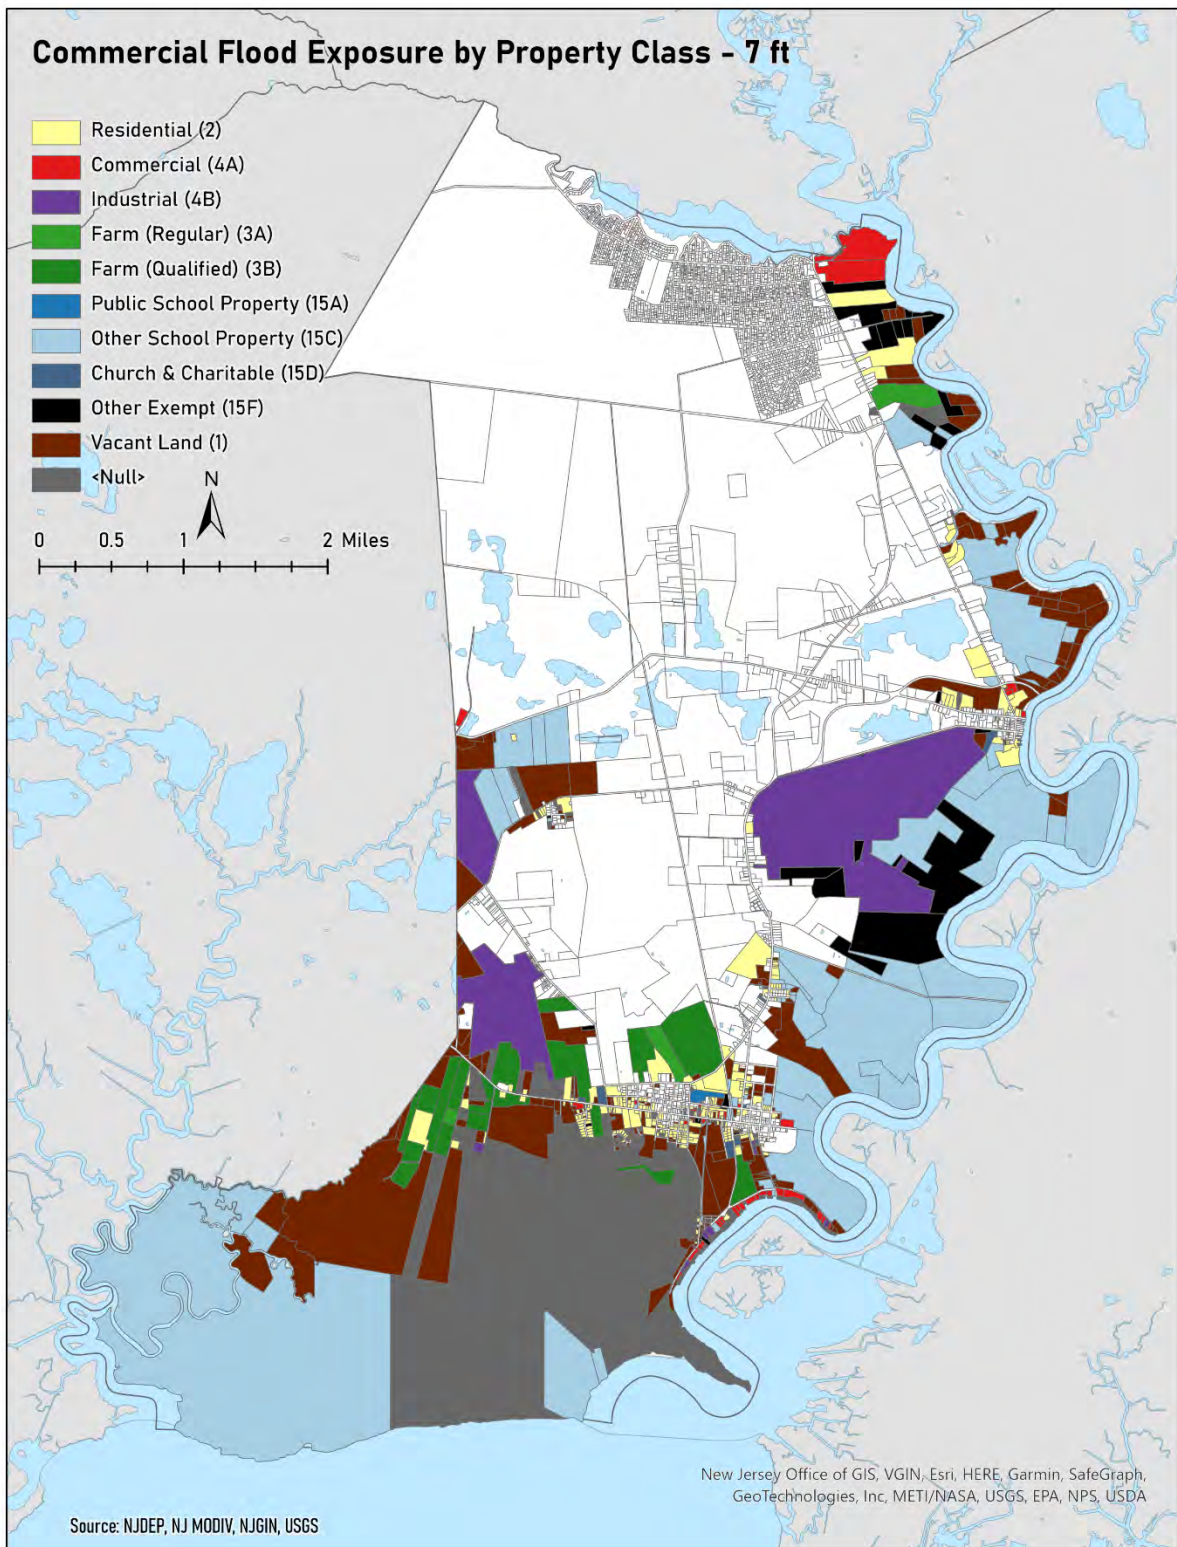 Commercial Flood Exposure by Property Class - 7 ft
Residential (2)
Commercial (4A)
Industrial (4B)
Farm (Regular) (3A)
Farm (Qualified) (3B)
Public School Property (15A)
Other School Property (15C)
Church & Charitable (15D)
Other Exempt (15F)
Vacant Land (1)
<Null>
N
0 0.5 1 2 Miles
New Jersey Office of GIS, VGIN, Esri, HERE, Garmin, SafeGraph,
GeoTechnologies, Inc, METI/NASA, USGS, EPA, NPS, USDA
Source: NJDEP, NJ MODIV, NJGIN, USGS